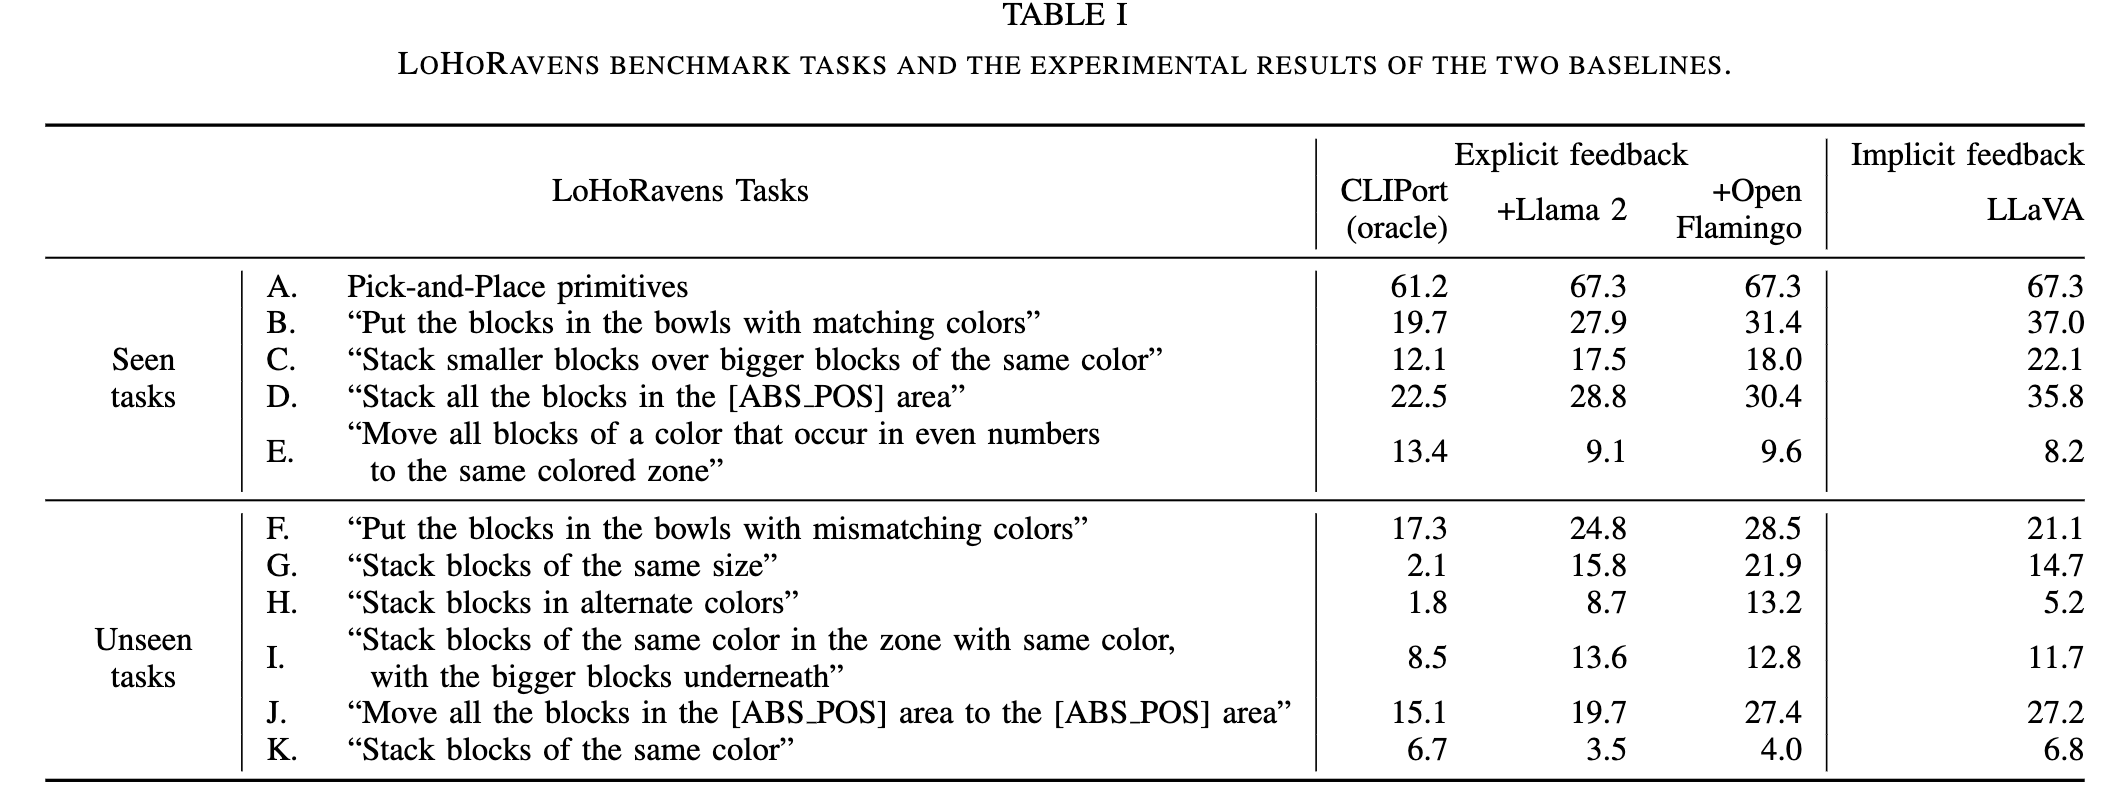 TABLE I
LOHORAVENS BENCHMARK TASKS AND THE EXPERIMENTAL RESULTS OF THE TWO BASELINES.
LoHoRavens Tasks Explicit feedback Implicit feedback
CLIPort (oracle) +Llama 2 +Open Flamingo LLaVA
Seen tasks
A. Pick-and-Place primitives 61.2 67.3 67.3 67.3
B. “Put the blocks in the bowls with matching colors” 19.7 27.9 31.4 37.0
C. “Stack smaller blocks over bigger blocks of the same color” 12.1 17.5 18.0 22.1
D. “Stack all the blocks in the [ABS_POS] area” 22.5 28.8 30.4 35.8
E. “Move all blocks of a color that occur in even numbers
to the same colored zone” 13.4 9.1 9.6 8.2
Unseen tasks
F. “Put the blocks in the bowls with mismatching colors” 17.3 24.8 28.5 21.1
G. “Stack blocks of the same size” 2.1 15.8 21.9 14.7
H. “Stack blocks in alternate colors” 1.8 8.7 13.2 5.2
I. “Stack blocks of the same color in the zone with same color,
with the bigger blocks underneath” 8.5 13.6 12.8 11.7
J. “Move all the blocks in the [ABS_POS] area to the [ABS_POS] area” 15.1 19.7 27.4 27.2
K. “Stack blocks of the same color” 6.7 3.5 4.0 6.8